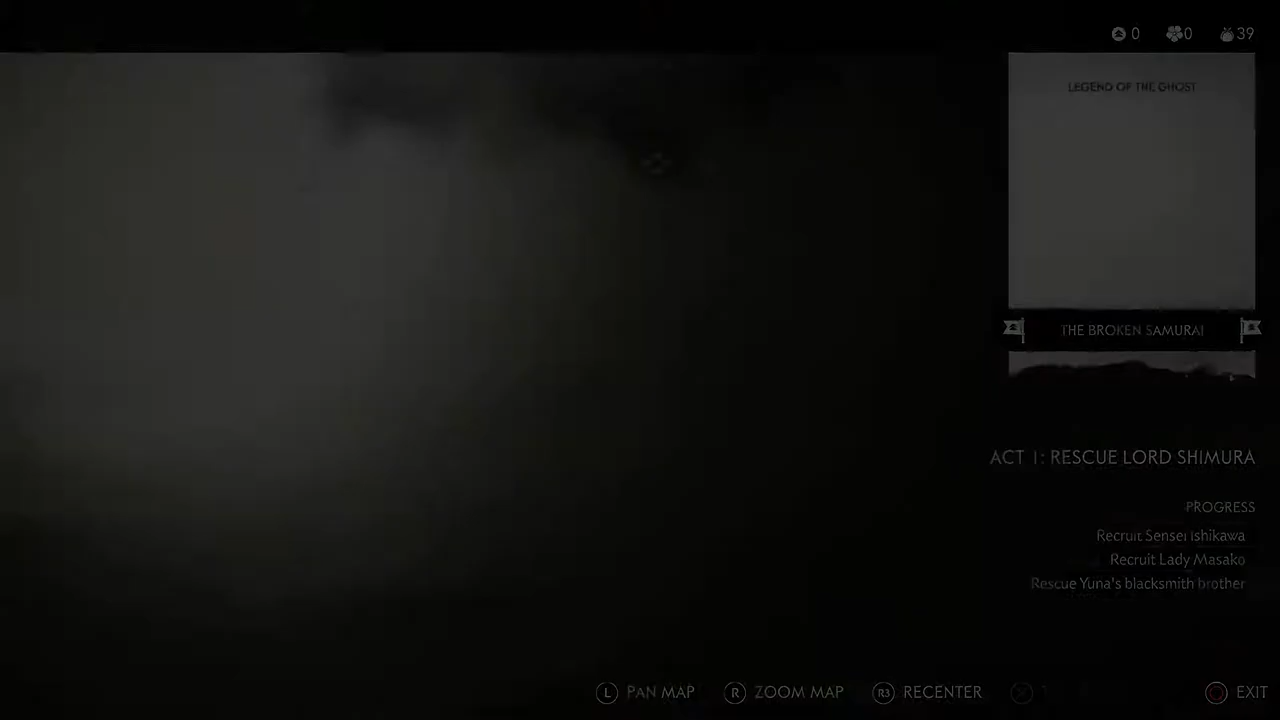 0 0 39
LEGEND OF THE GHOST
THE BROKEN SAMURAI
ACT I: RESCUE LORD SHIMURA
PROGRESS
Recruit Sensei Ishikawa
Recruit Lady Masako
Rescue Yuna's blacksmith brother
L PAN MAP R ZOOM MAP R3 RECENTER EXIT